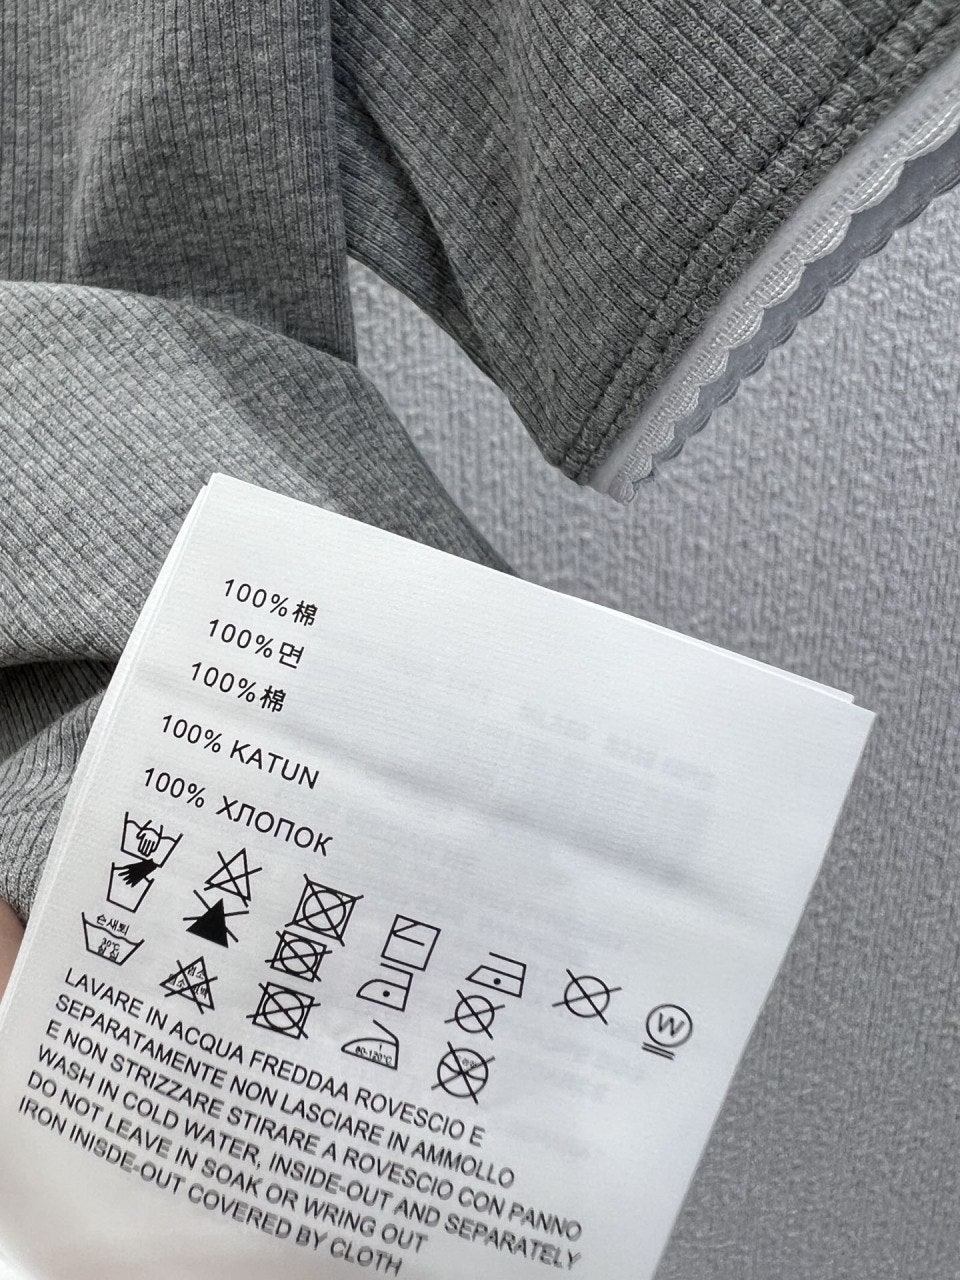 100%棉
100%면
100%棉
100% KATUN
100% ХЛОПОК
W
손세탁
30℃
80-120℃
LAVARE IN ACQUA FREDDAA ROVESCIO E
SEPARATAMENTE NON LASCIARE IN AMMOLLO
E NON STRIZZARE STIRARE A ROVESCIO CON PANNO
WASH IN COLD WATER, INSIDE-OUT AND SEPARATELY
DO NOT LEAVE IN SOAK OR WRING OUT
IRON INISDE-OUT COVERED BY CLOTH